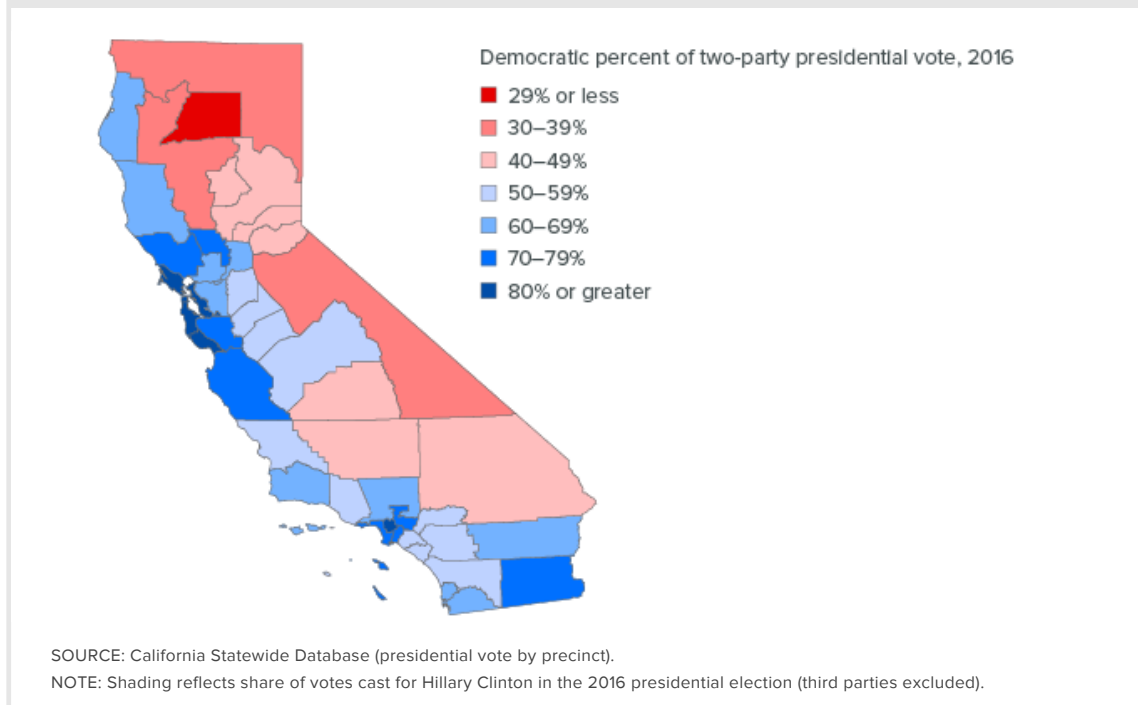 Democratic percent of two-party presidential vote, 2016
29% or less
30–39%
40–49%
50–59%
60–69%
70–79%
80% or greater
SOURCE: California Statewide Database (presidential vote by precinct).
NOTE: Shading reflects share of votes cast for Hillary Clinton in the 2016 presidential election (third parties excluded).